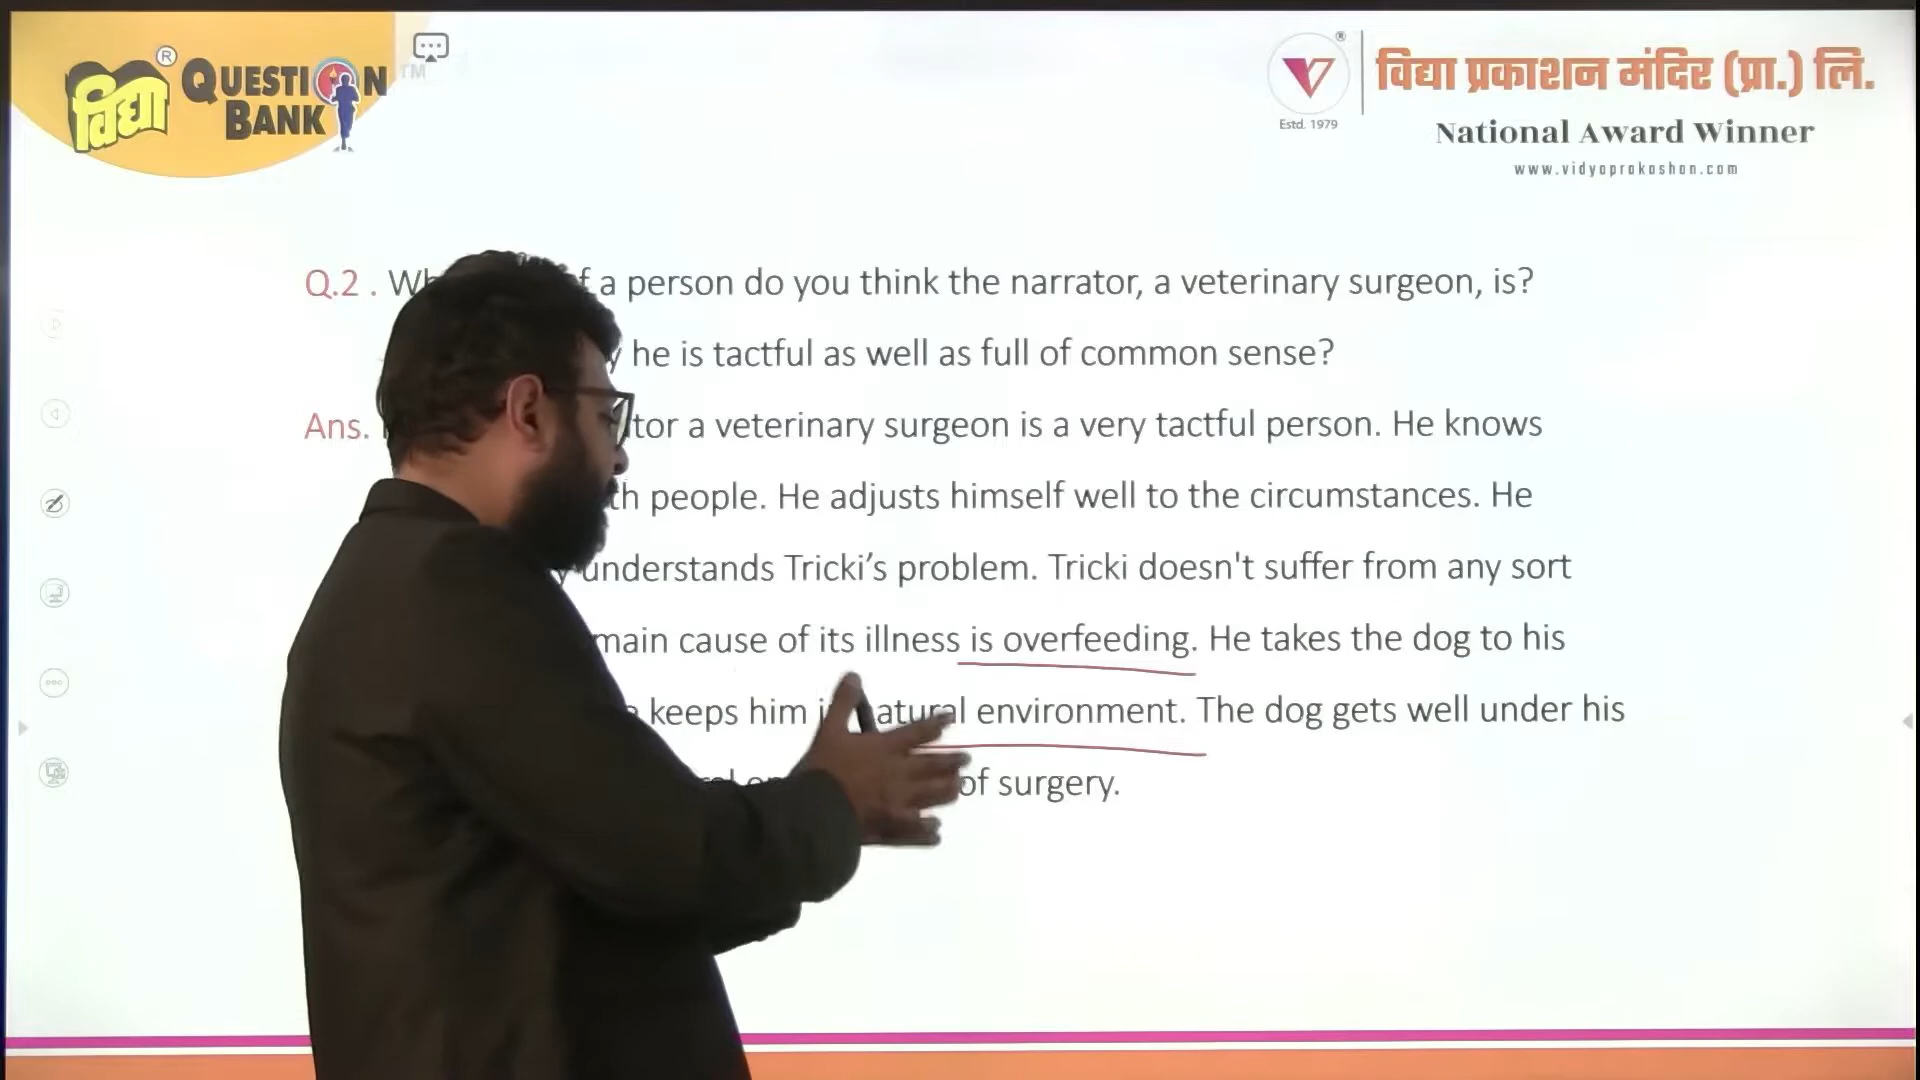 विद्या ® QUESTION BANK TM
® विद्या प्रकाशन मंदिर (प्रा.) लि.
Estd. 1979
National Award Winner
www.vidyaprakashan.com
Q.2 . a person do you think the narrator, a veterinary surgeon, is?
he is tactful as well as full of common sense?
Ans. a veterinary surgeon is a very tactful person. He knows
people. He adjusts himself well to the circumstances. He
understands Tricki’s problem. Tricki doesn't suffer from any sort
main cause of its illness is overfeeding. He takes the dog to his
keeps him natural environment. The dog gets well under his
of surgery.